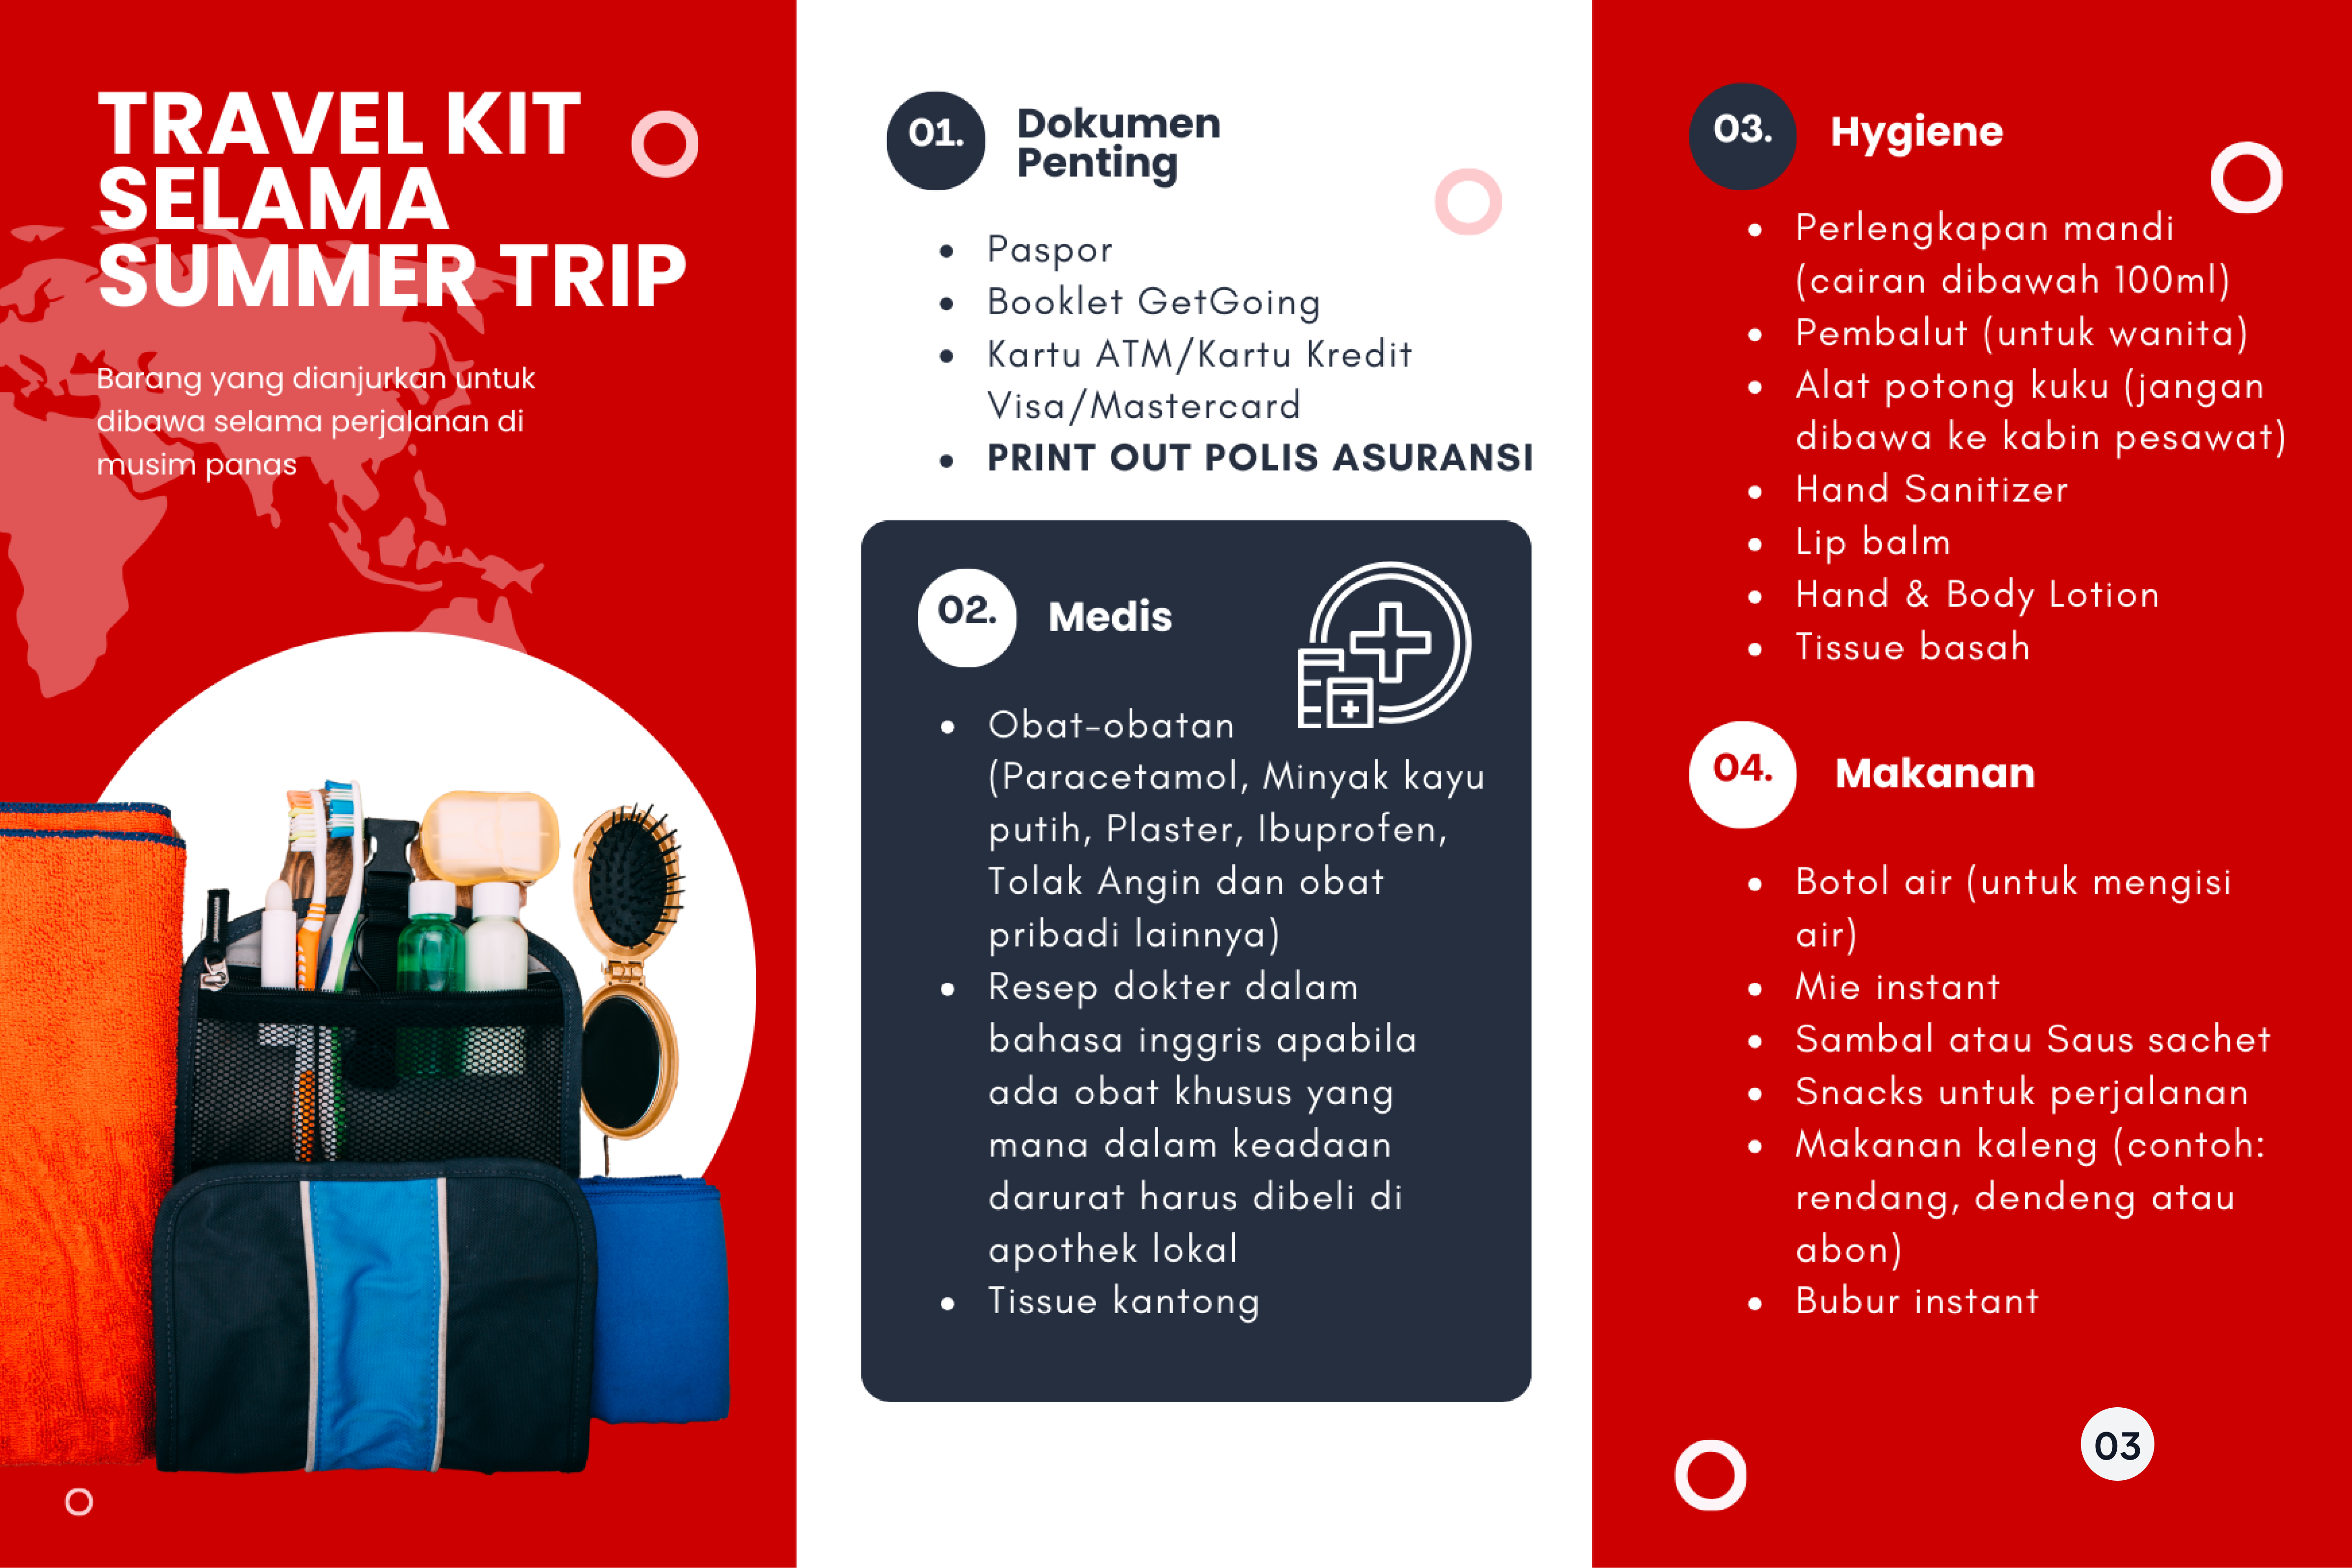 TRAVEL KIT
SELAMA
SUMMER TRIP
Barang yang dianjurkan untuk
dibawa selama perjalanan di
musim panas
01.
Dokumen
Penting
• Paspor
• Booklet GetGoing
• Kartu ATM/Kartu Kredit
Visa/Mastercard
• PRINT OUT POLIS ASURANSI
02.
Medis
• Obat-obatan
(Paracetamol, Minyak kayu
putih, Plaster, Ibuprofen,
Tolak Angin dan obat
pribadi lainnya)
• Resep dokter dalam
bahasa inggris apabila
ada obat khusus yang
mana dalam keadaan
darurat harus dibeli di
apothek lokal
• Tissue kantong
03.
Hygiene
• Perlengkapan mandi
(cairan dibawah 100ml)
• Pembalut (untuk wanita)
• Alat potong kuku (jangan
dibawa ke kabin pesawat)
• Hand Sanitizer
• Lip balm
• Hand & Body Lotion
• Tissue basah
04.
Makanan
• Botol air (untuk mengisi
air)
• Mie instant
• Sambal atau Saus sachet
• Snacks untuk perjalanan
• Makanan kaleng (contoh:
rendang, dendeng atau
abon)
• Bubur instant
03